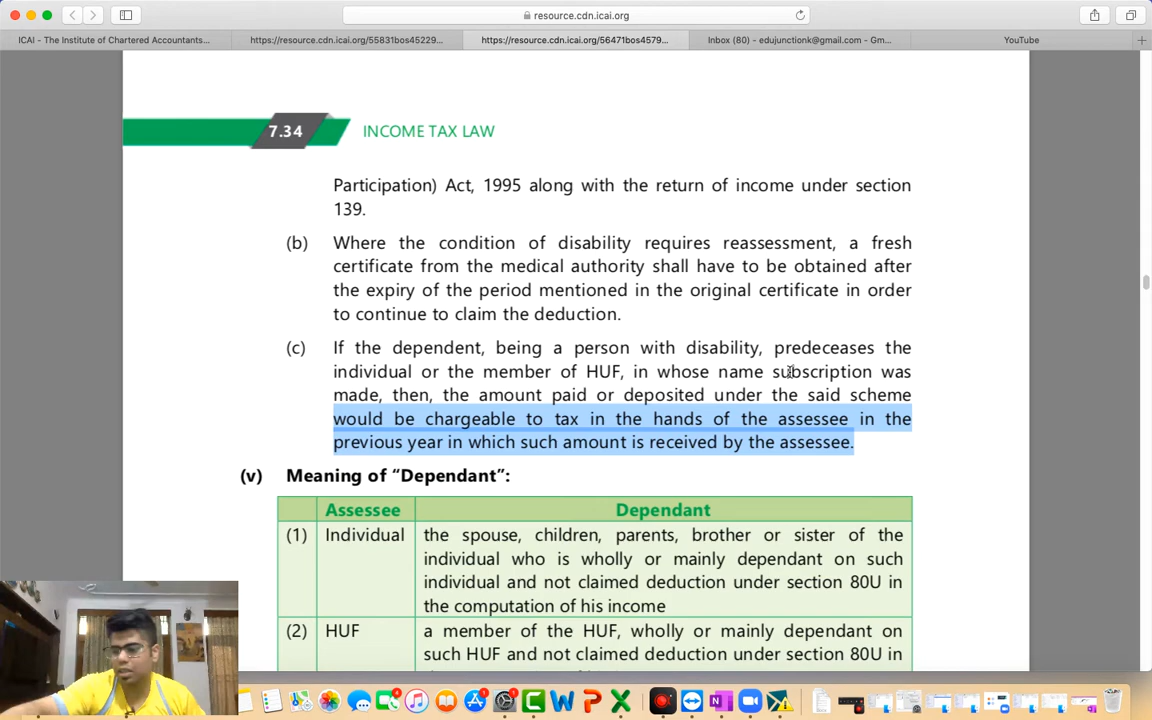 resource.cdn.icai.org
ICAI - The Institute of Chartered Accountants...
https://resource.cdn.icai.org/55831bos45229...
https://resource.cdn.icai.org/56471bos4579...
Inbox (80) - edujunctionk@gmail.com - Gm...
YouTube
7.34 INCOME TAX LAW
Participation) Act, 1995 along with the return of income under section
139.
(b) Where the condition of disability requires reassessment, a fresh
certificate from the medical authority shall have to be obtained after
the expiry of the period mentioned in the original certificate in order
to continue to claim the deduction.
(c) If the dependent, being a person with disability, predeceases the
individual or the member of HUF, in whose name subscription was
made, then, the amount paid or deposited under the said scheme
would be chargeable to tax in the hands of the assessee in the
previous year in which such amount is received by the assessee.
(v) Meaning of “Dependant”:
Assessee Dependant
(1) Individual the spouse, children, parents, brother or sister of the
individual who is wholly or mainly dependant on such
individual and not claimed deduction under section 80U in
the computation of his income
(2) HUF a member of the HUF, wholly or mainly dependant on
such HUF and not claimed deduction under section 80U in